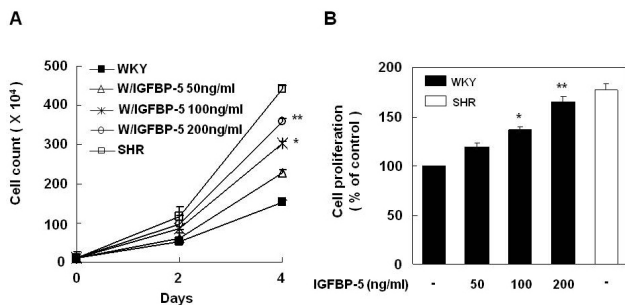 A
Cell count ( X 10⁴)
500
400
300
200
100
0
WKY
W/IGFBP-5 50ng/ml
W/IGFBP-5 100ng/ml
W/IGFBP-5 200ng/ml
SHR
**
*
0 2 4
Days
B
Cell proliferation
( % of control)
200
150
100
50
0
WKY
SHR
*
**
IGFBP-5 (ng/ml) - 50 100 200 -